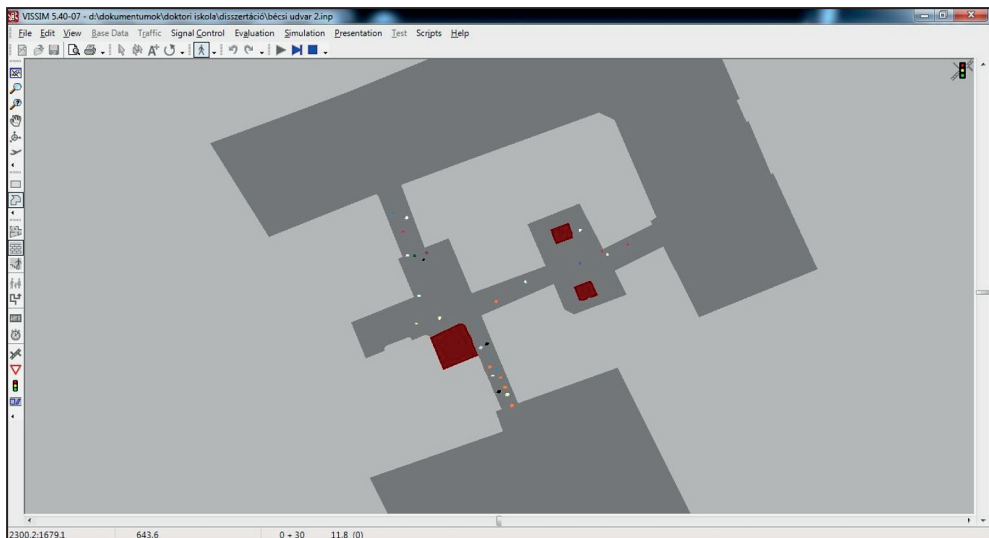 VISSIM 5.40-07 - d:\dokumentumok\doktori iskola\disszertáció\bécsi udvar 2.inp
File Edit View Base Data Traffic Signal Control Evaluation Simulation Presentation Test Scripts Help
2300.2:1679.1 643.6 0 + 30 11.8 (0)